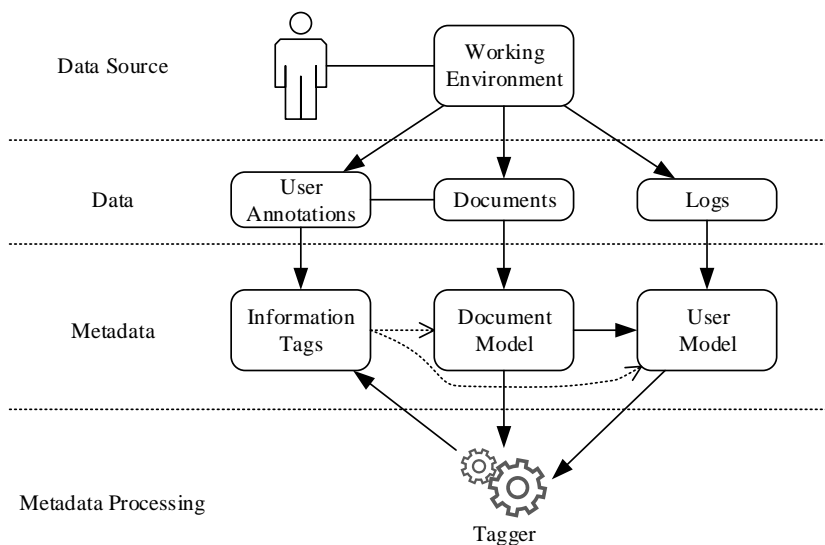 Data Source
Working
Environment
Data
User
Annotations
Documents
Logs
Metadata
Information
Tags
Document
Model
User
Model
Metadata Processing
Tagger